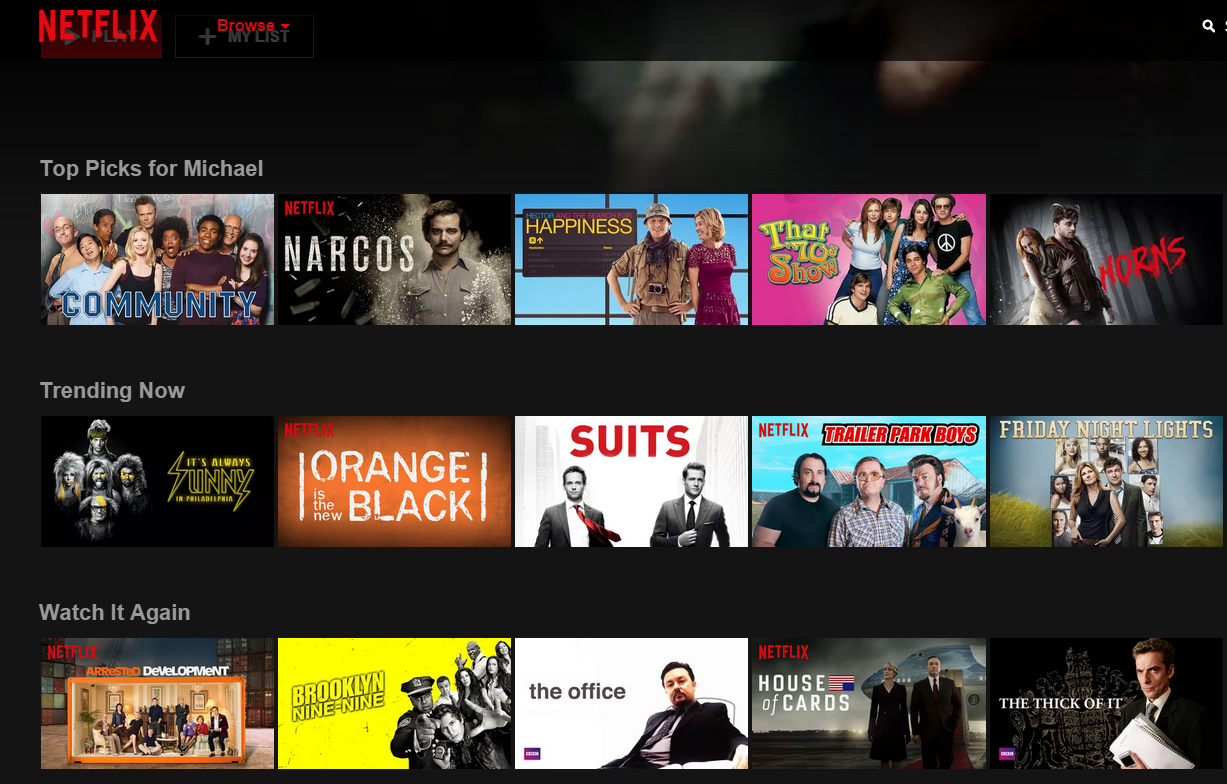 NETFLIX
Browse
PLAY
MY LIST
Top Picks for Michael
COMMUNITY
NETFLIX
NARCOS
HECTOR AND THE SEARCH FOR
HAPPINESS
That
'70s
Show
HORNS
Trending Now
IT'S ALWAYS
SUNNY
IN PHILADELPHIA
NETFLIX
ORANGE
is the new
BLACK
SUITS
NETFLIX
TRAILER PARK BOYS
FRIDAY NIGHT LIGHTS
Watch It Again
NETFLIX
ARReSTeD DeVeLOPMeNT
BROOKLYN
NINE-NINE
the office
BBC
NETFLIX
HOUSE
of CARDS
THE THICK OF IT
BBC